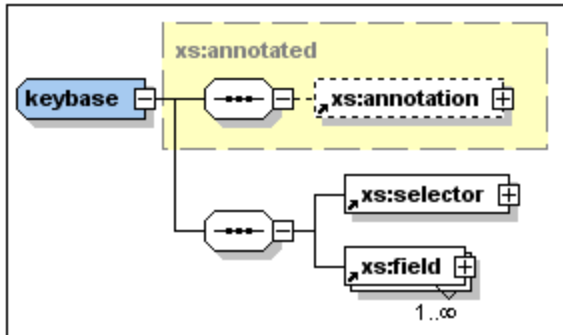 xs:annotated
keybase
xs:annotation
xs:selector
xs:field
1..∞